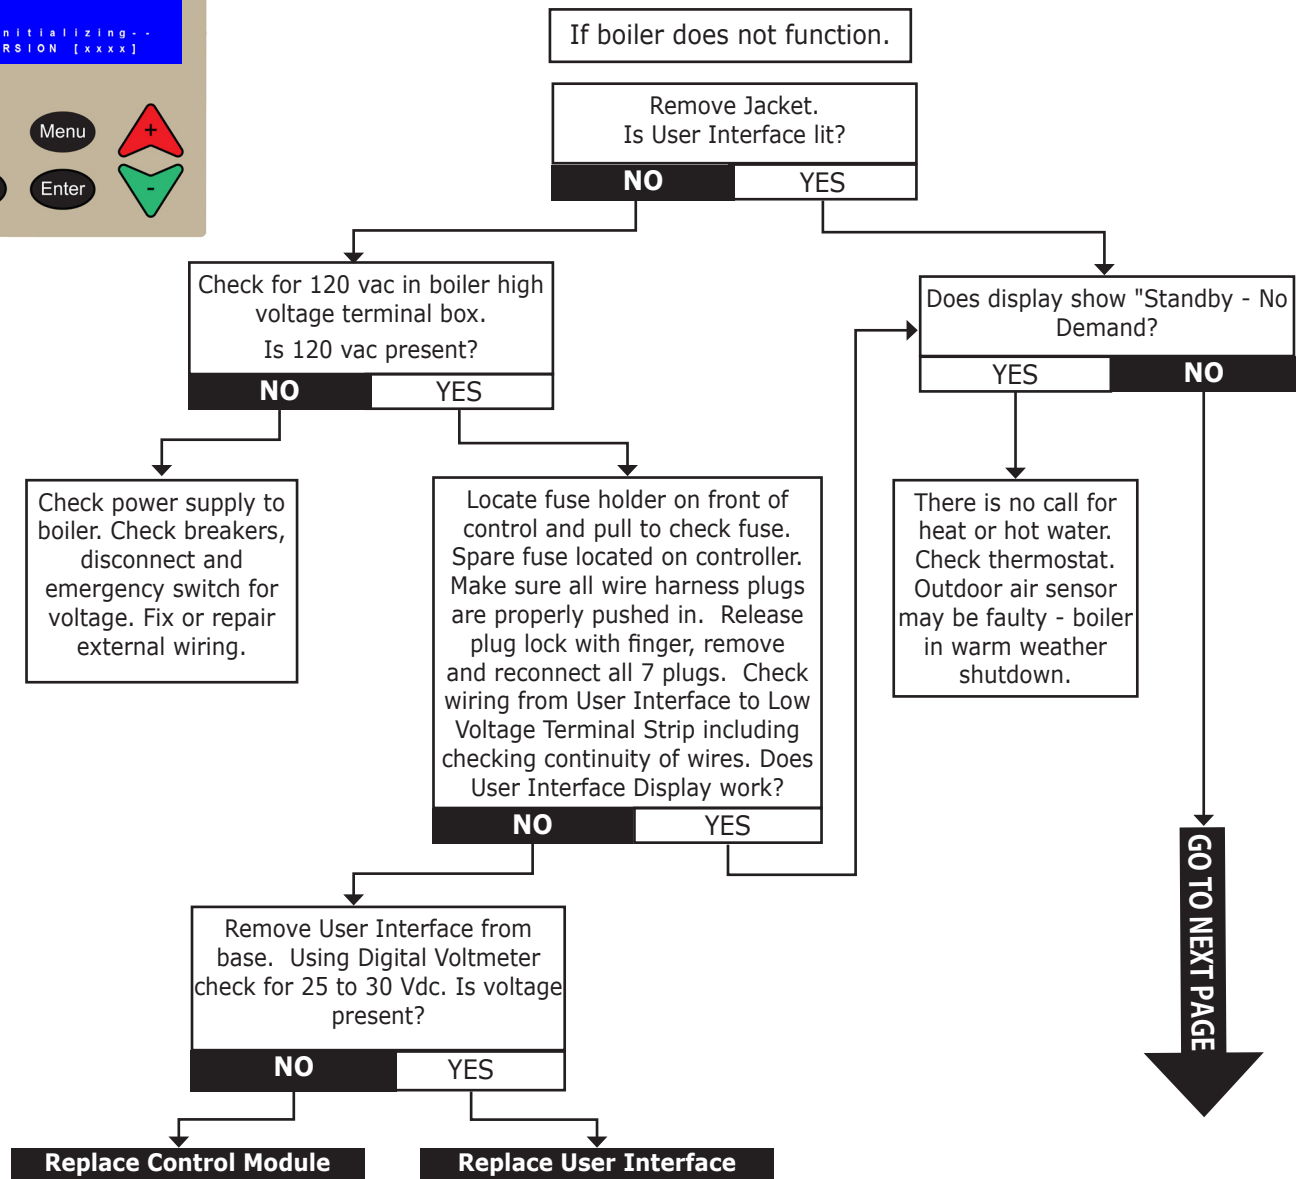 nitializing--
RSION [xxxx]
Menu
+
Enter
-
If boiler does not function.
Remove Jacket.
Is User Interface lit?
NO
YES
Check for 120 vac in boiler high
voltage terminal box.
Is 120 vac present?
NO
YES
Does display show "Standby - No
Demand?
YES
NO
Check power supply to
boiler. Check breakers,
disconnect and
emergency switch for
voltage. Fix or repair
external wiring.
Locate fuse holder on front of
control and pull to check fuse.
Spare fuse located on controller.
Make sure all wire harness plugs
are properly pushed in.  Release
plug lock with finger, remove
and reconnect all 7 plugs.  Check
wiring from User Interface to Low
Voltage Terminal Strip including
checking continuity of wires. Does
User Interface Display work?
NO
YES
There is no call for
heat or hot water.
Check thermostat.
Outdoor air sensor
may be faulty - boiler
in warm weather
shutdown.
GO TO NEXT PAGE
Remove User Interface from
base.  Using Digital Voltmeter
check for 25 to 30 Vdc. Is voltage
present?
NO
YES
Replace Control Module
Replace User Interface